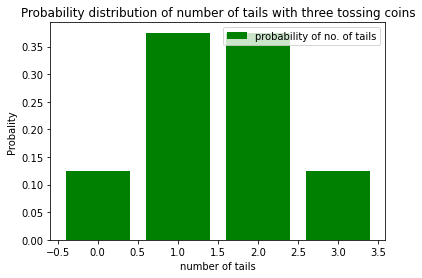 Probability distribution of number of tails with three tossing coins
probability of no. of tails
0.35
0.30
0.25
0.20
0.15
0.10
0.05
0.00
Probality
−0.5 0.0 0.5 1.0 1.5 2.0 2.5 3.0 3.5
number of tails